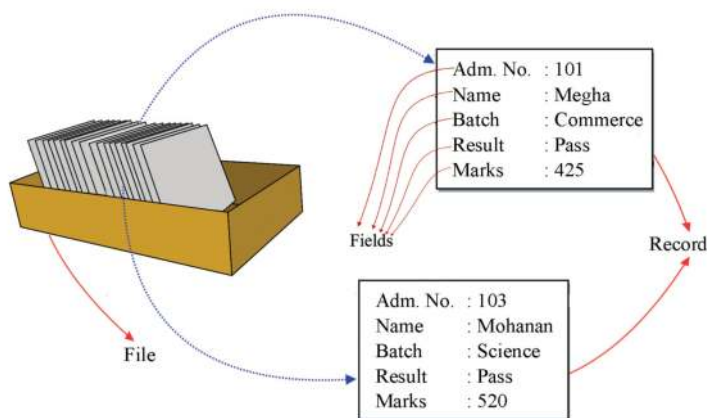 Adm. No. : 101
Name : Megha
Batch : Commerce
Result : Pass
Marks : 425
Fields
Record
Adm. No. : 103
Name : Mohanan
Batch : Science
Result : Pass
Marks : 520
File